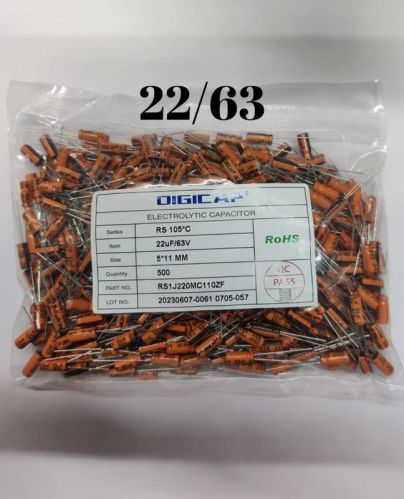 22/63
DIGICAP
ELECTROLYTIC CAPACITOR
Series RS 105°C
Item 22uF/63V
Size 5*11 MM
Quantity 500
PART NO. RS1J220MC110ZF
LOT NO. 20230607-0061 0705-057
RoHS
QC
PASS